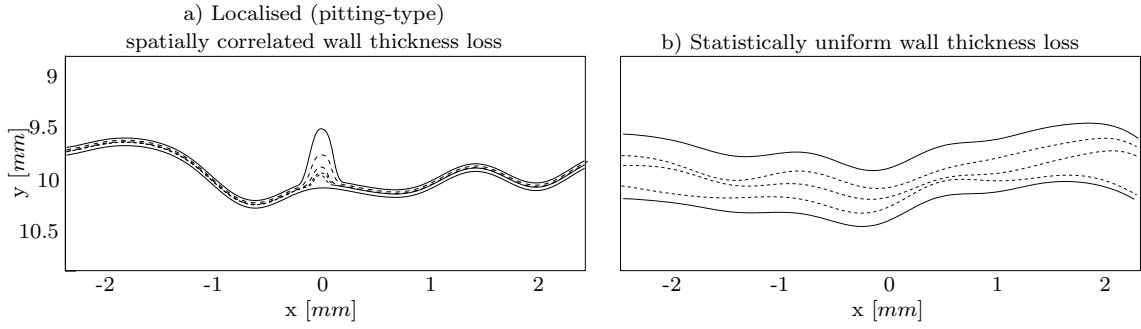 a) Localised (pitting-type)
spatially correlated wall thickness loss
b) Statistically uniform wall thickness loss
9
9.5
10
10.5
y [mm]
-2
-1
0
1
2
x [mm]
-2
-1
0
1
2
x [mm]